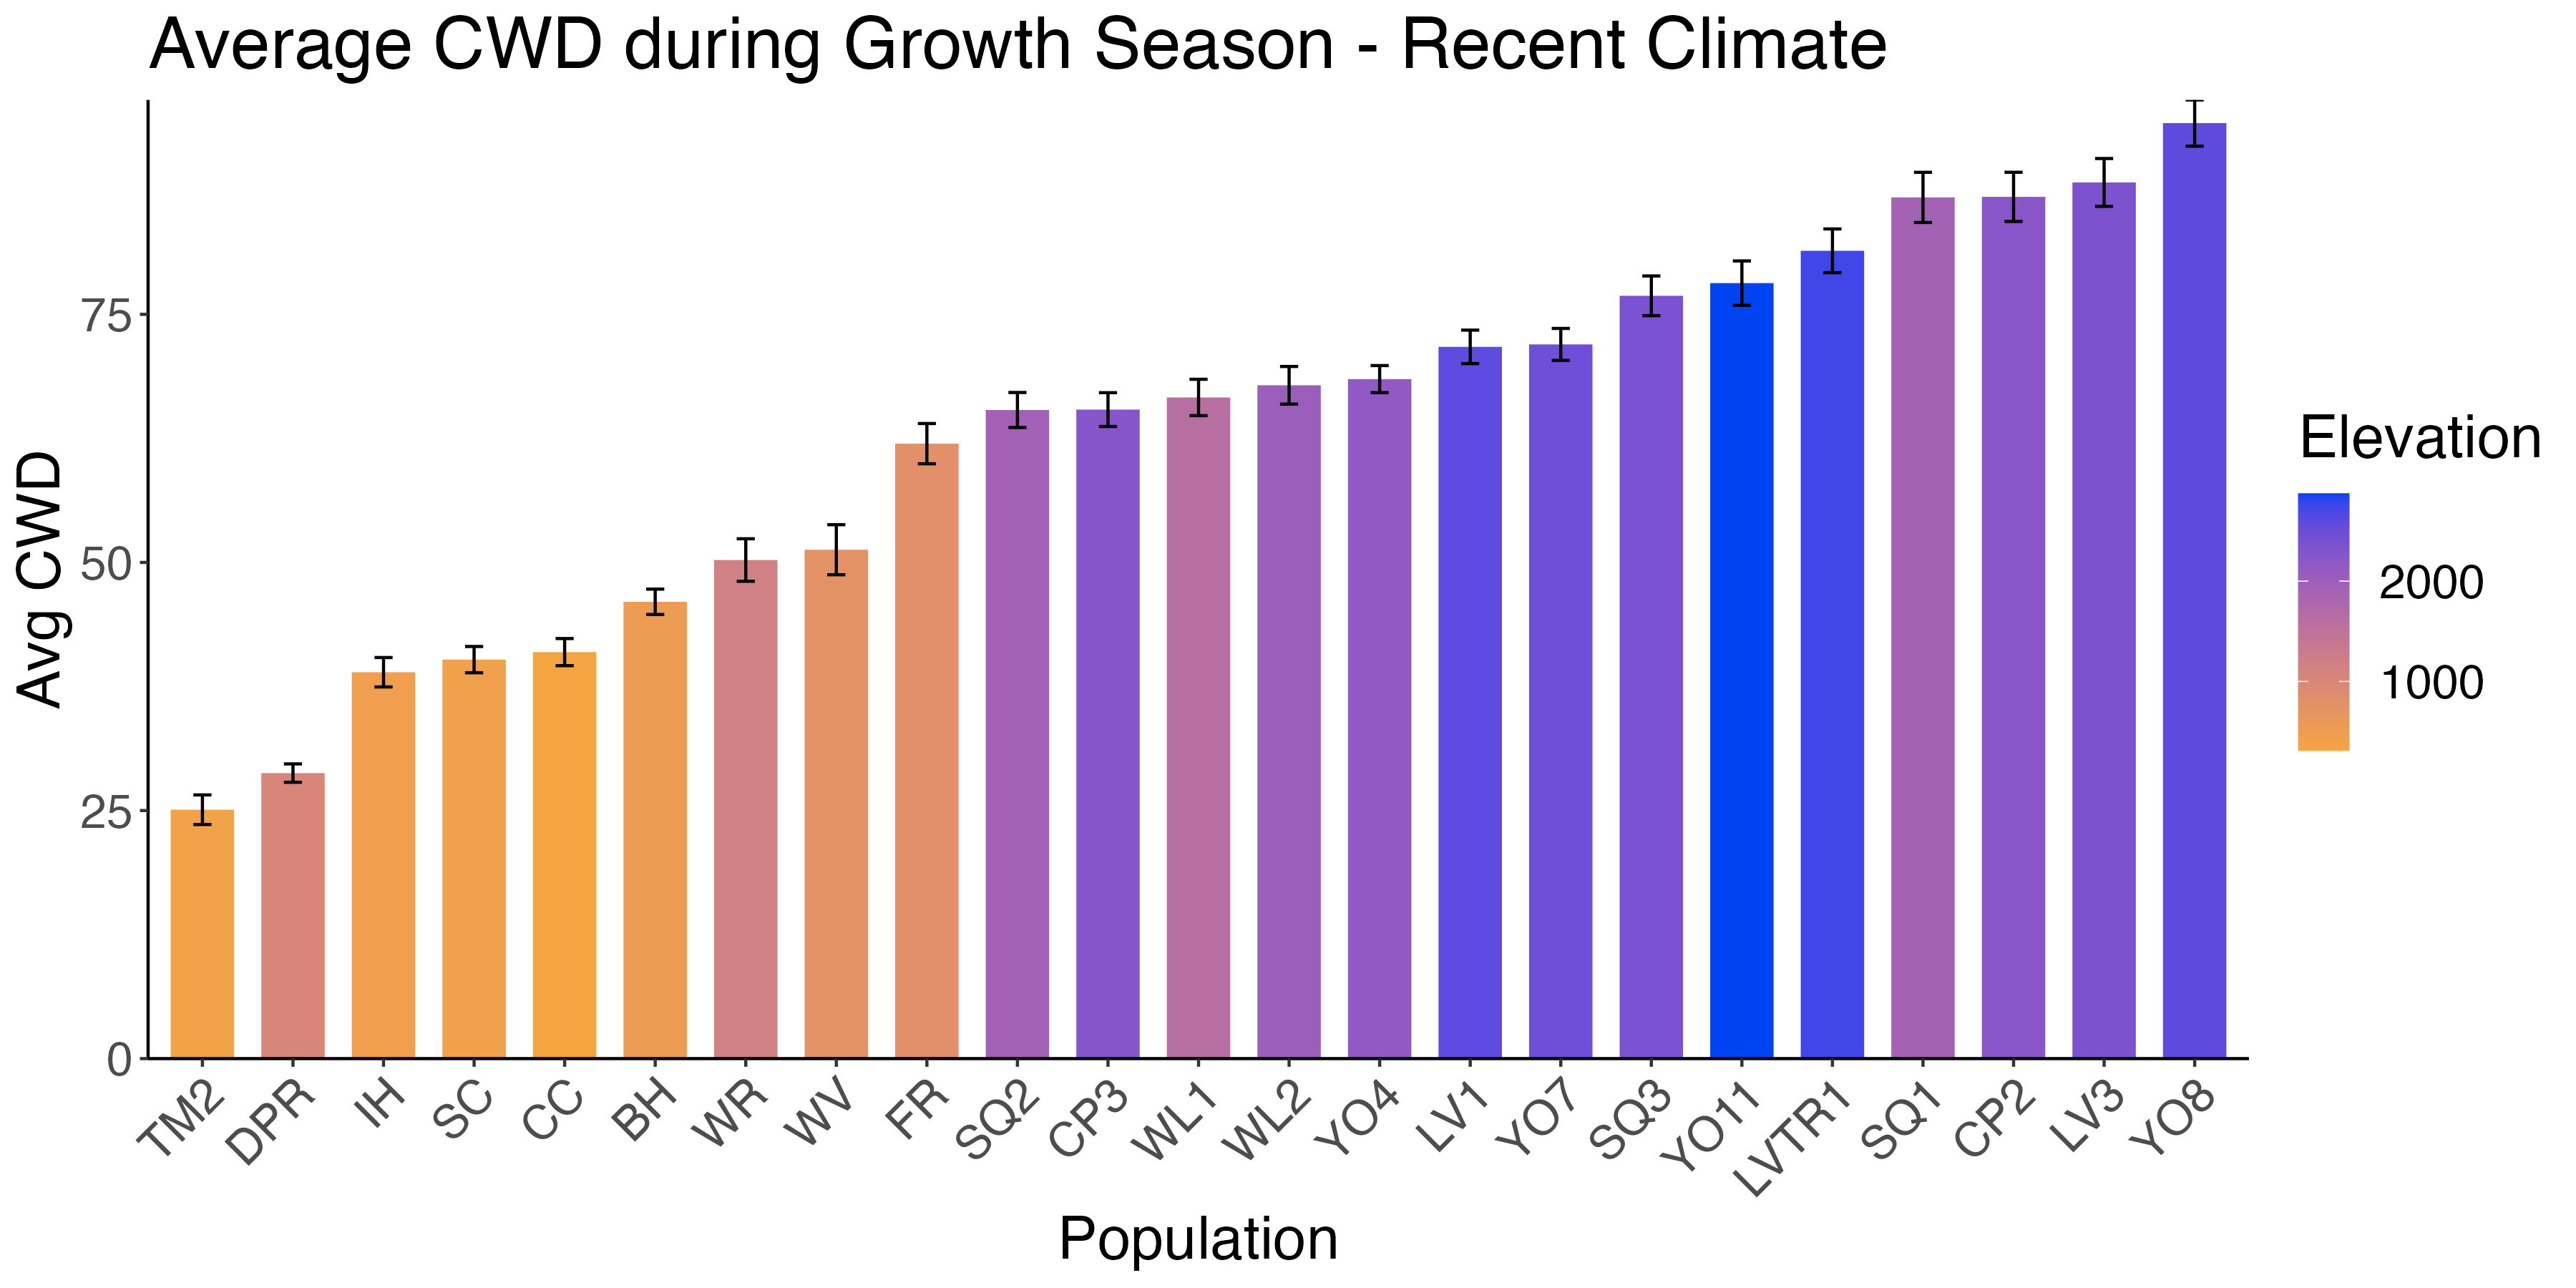 Average CWD during Growth Season - Recent Climate
Avg CWD
75
50
25
0
TM2 DPR IH SC CC BH WR WV FR SQ2 CP3 WL1 WL2 YO4 LV1 YO7 SQ3 YO11 LVTR1 SQ1 CP2 LV3 YO8
Population
Elevation
2000
1000